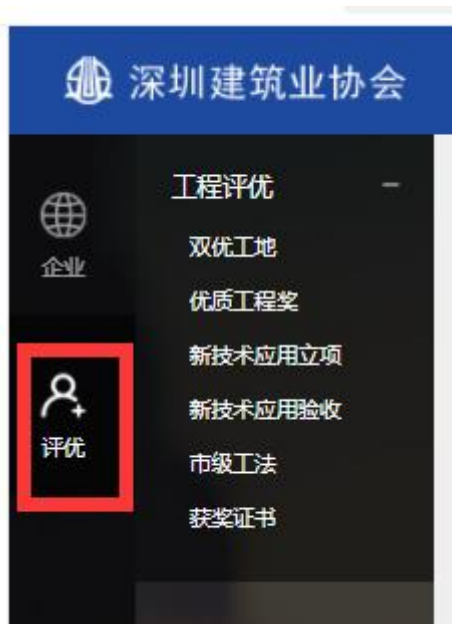 深圳建筑业协会
企业
评优
工程评优
双优工地
优质工程奖
新技术应用立项
新技术应用验收
市级工法
获奖证书